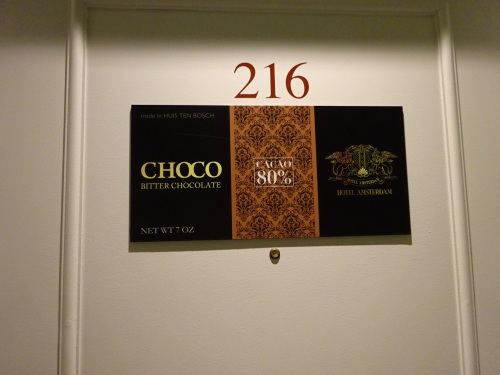 216
made in HUIS TEN BOSCH
CHOCO
BITTER CHOCOLATE
NET WT 7 OZ
CACAO
80%
HOTEL AMSTERDAM